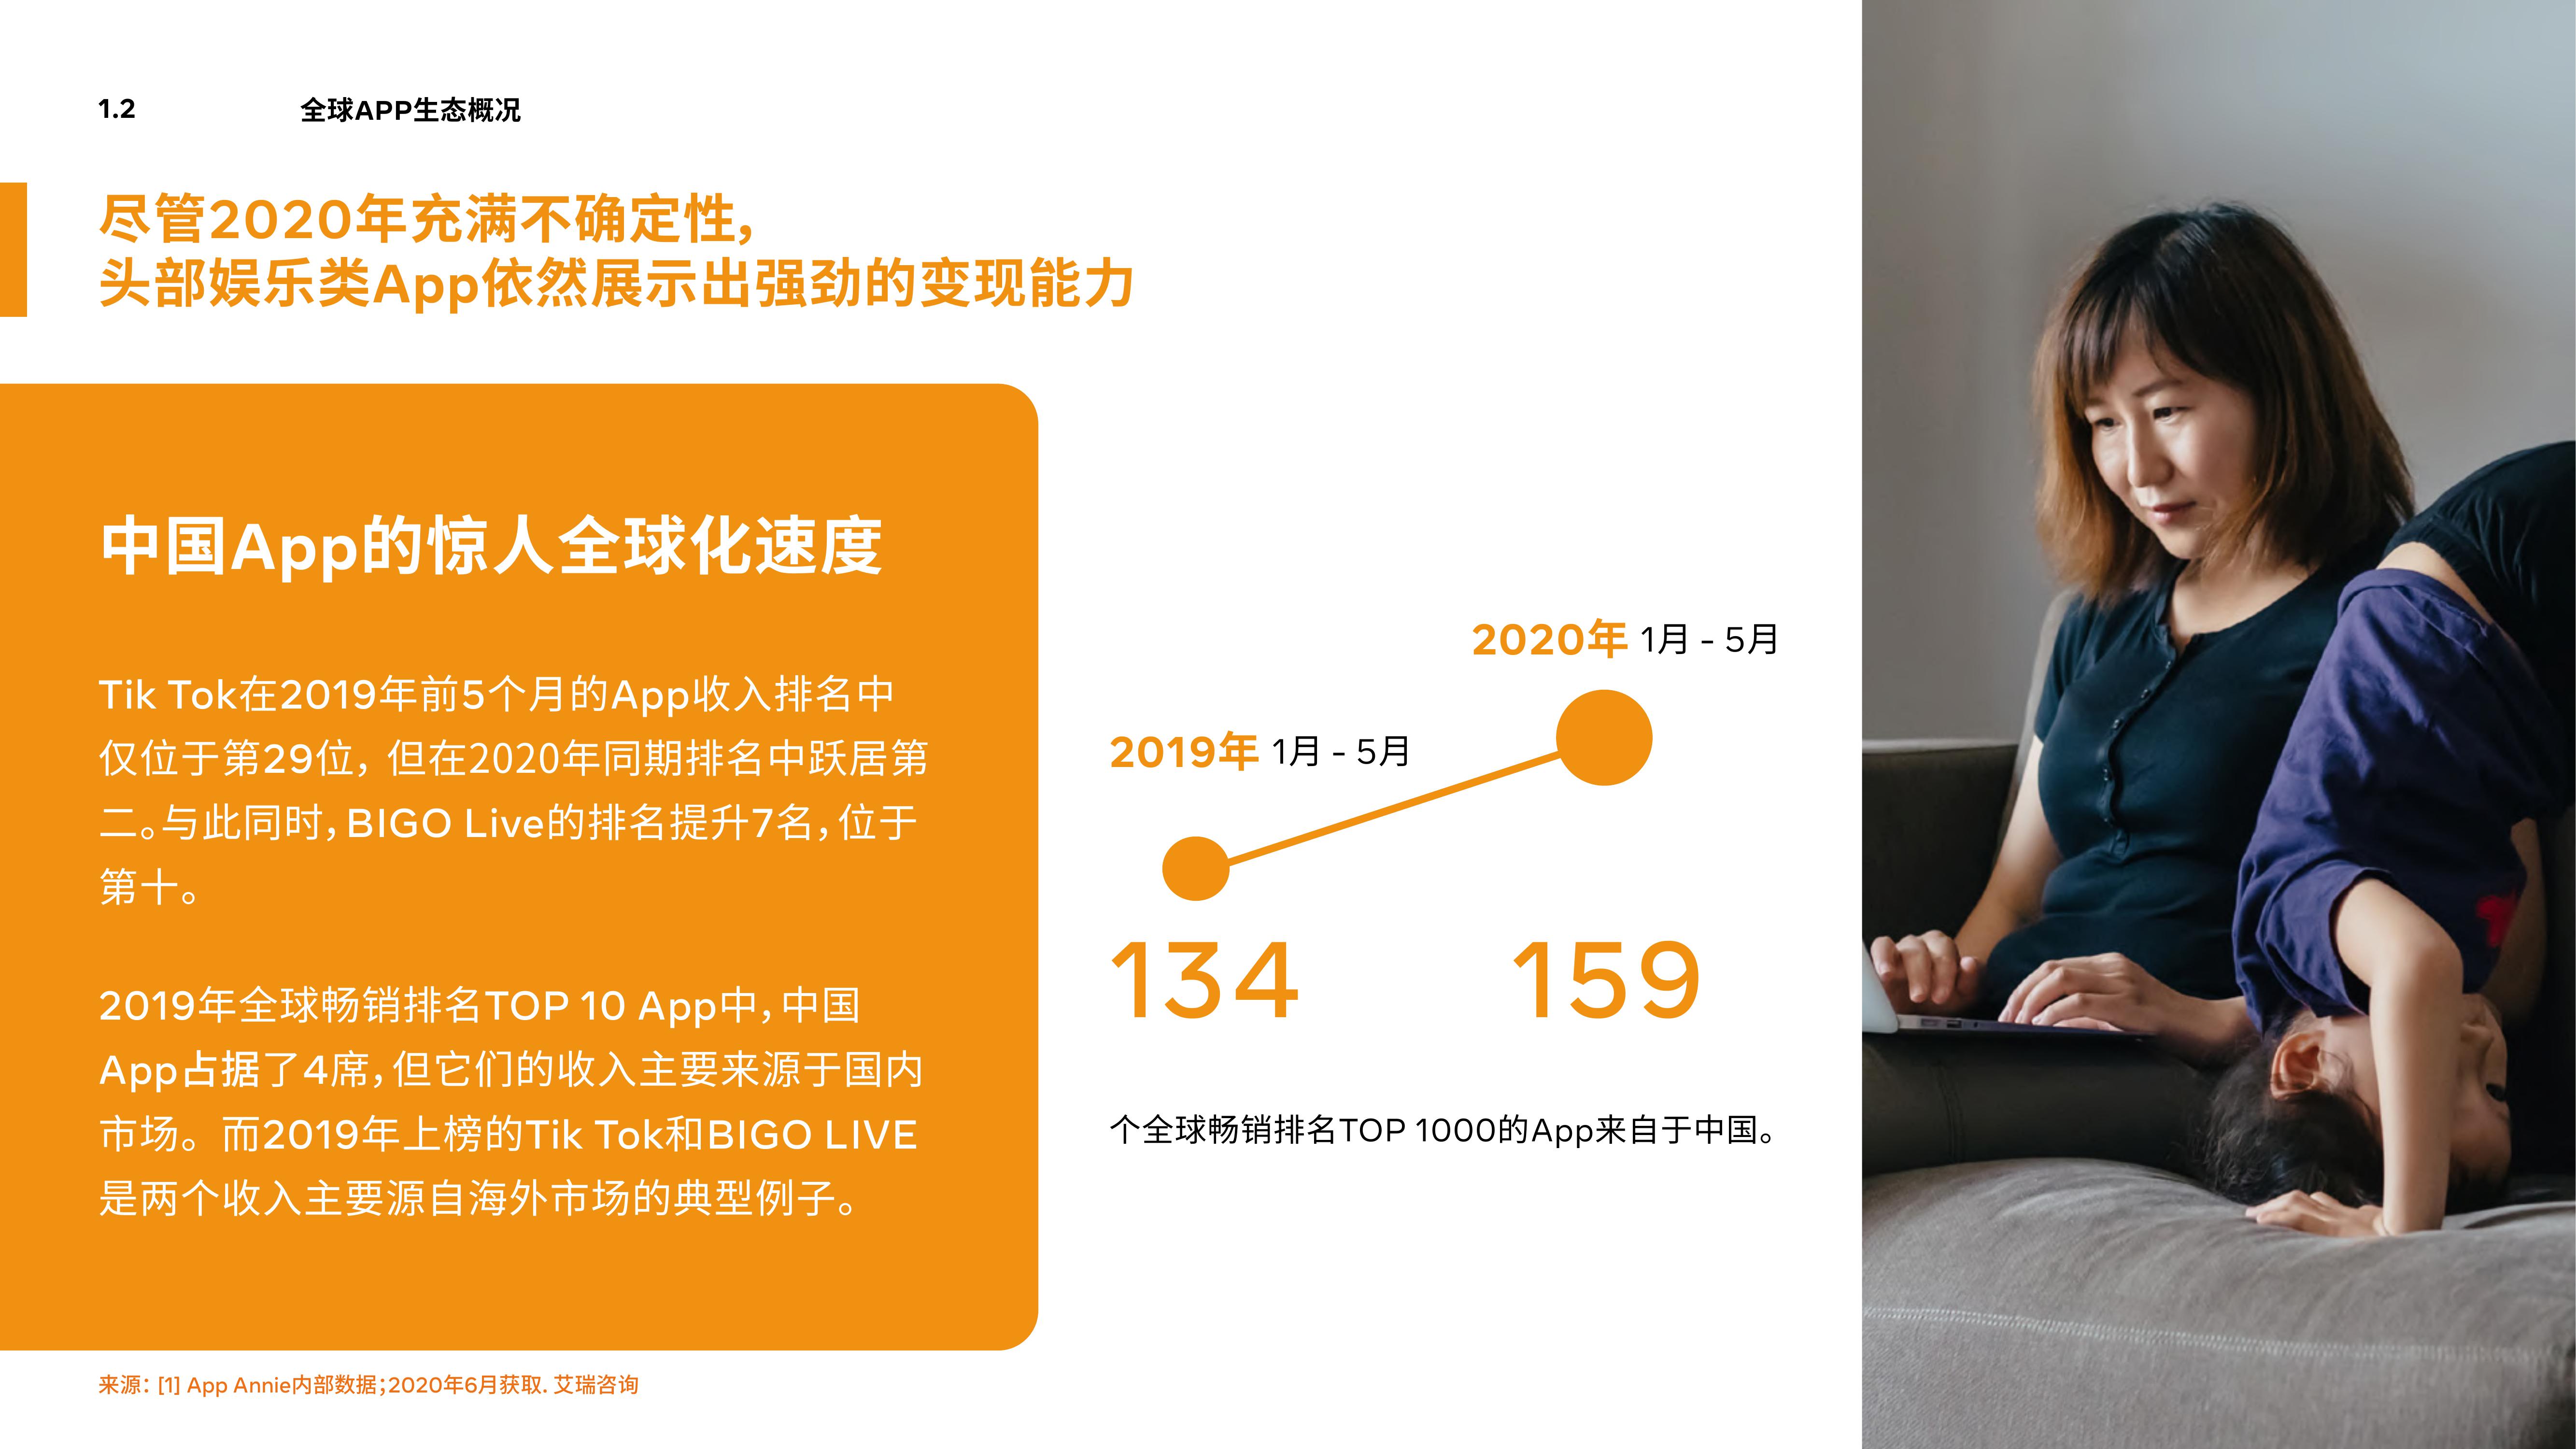 1.2 全球APP生态概况
尽管2020年充满不确定性，
头部娱乐类App依然展示出强劲的变现能力
中国App的惊人全球化速度
Tik Tok在2019年前5个月的App收入排名中
仅位于第29位，但在2020年同期排名中跃居第
二。与此同时，BIGO Live的排名提升7名，位于
第十。
2019年全球畅销排名TOP 10 App中，中国
App占据了4席，但它们的收入主要来源于国内
市场。而2019年上榜的Tik Tok和BIGO LIVE
是两个收入主要源自海外市场的典型例子。
2020年 1月 - 5月
2019年 1月 - 5月
134 159
个全球畅销排名TOP 1000的App来自于中国。
来源：[1] App Annie内部数据；2020年6月获取. 艾瑞咨询